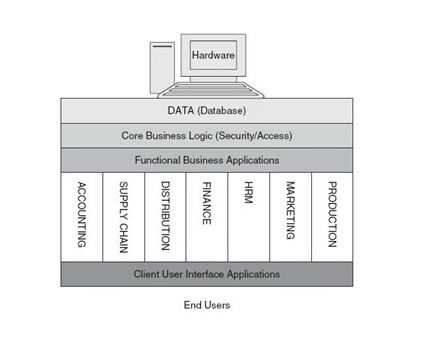 Hardware
DATA (Database)
Core Business Logic (Security/Access)
Functional Business Applications
ACCOUNTING
SUPPLY CHAIN
DISTRIBUTION
FINANCE
HRM
MARKETING
PRODUCTION
Client User Interface Applications
End Users